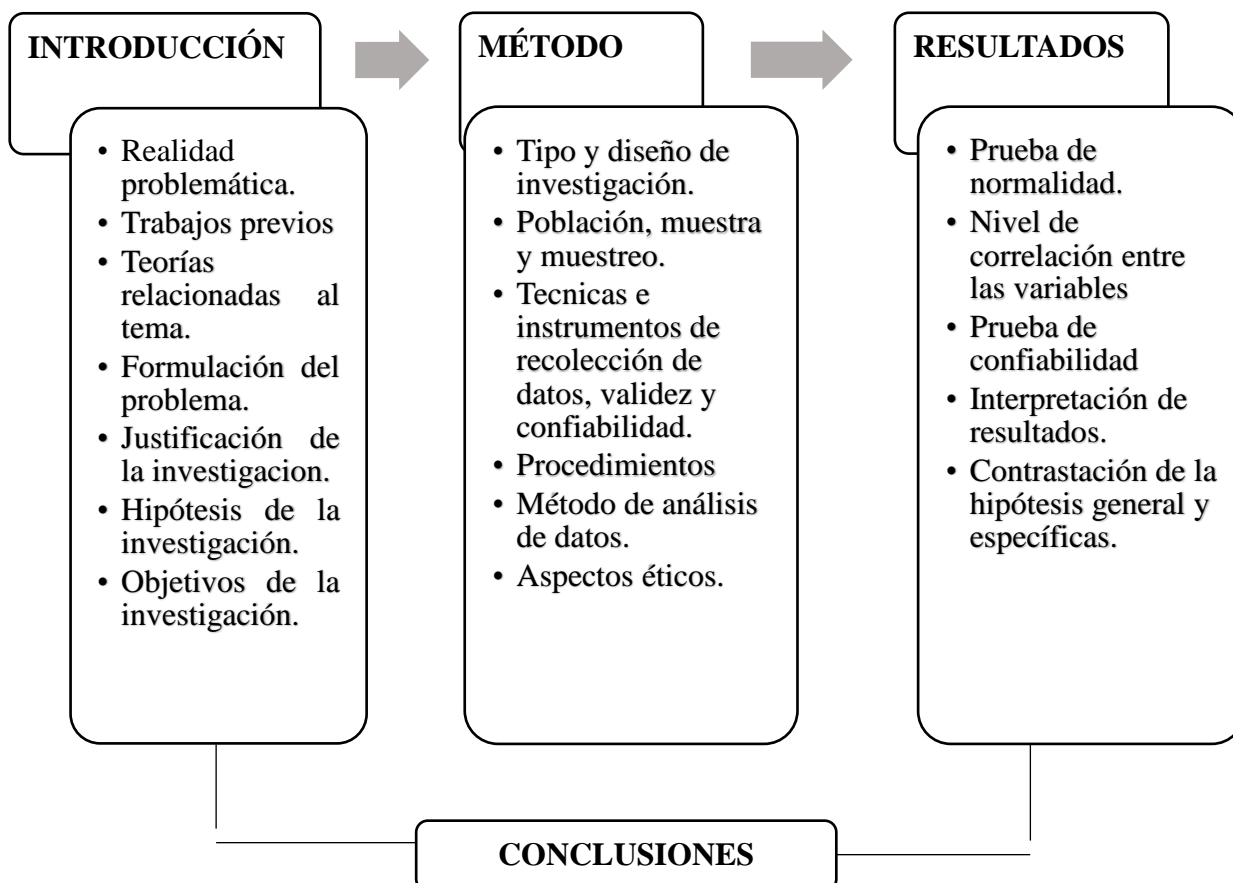 INTRODUCCIÓN
• Realidad
problemática.
• Trabajos previos
• Teorías
relacionadas al
tema.
• Formulación del
problema.
• Justificación de
la investigacion.
• Hipótesis de la
investigación.
• Objetivos de la
investigación.
MÉTODO
• Tipo y diseño de
investigación.
• Población, muestra
y muestreo.
• Tecnicas e
instrumentos de
recolección de
datos, validez y
confiabilidad.
• Procedimientos
• Método de análisis
de datos.
• Aspectos éticos.
RESULTADOS
• Prueba de
normalidad.
• Nivel de
correlación entre
las variables
• Prueba de
confiabilidad
• Interpretación de
resultados.
• Contrastación de la
hipótesis general y
específicas.
CONCLUSIONES